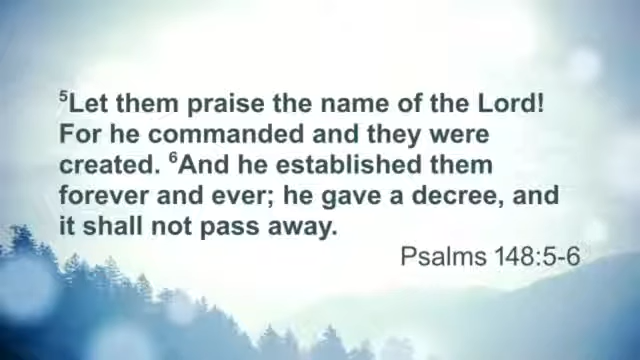 ⁵Let them praise the name of the Lord!
For he commanded and they were
created. ⁶And he established them
forever and ever; he gave a decree, and
it shall not pass away.
Psalms 148:5-6